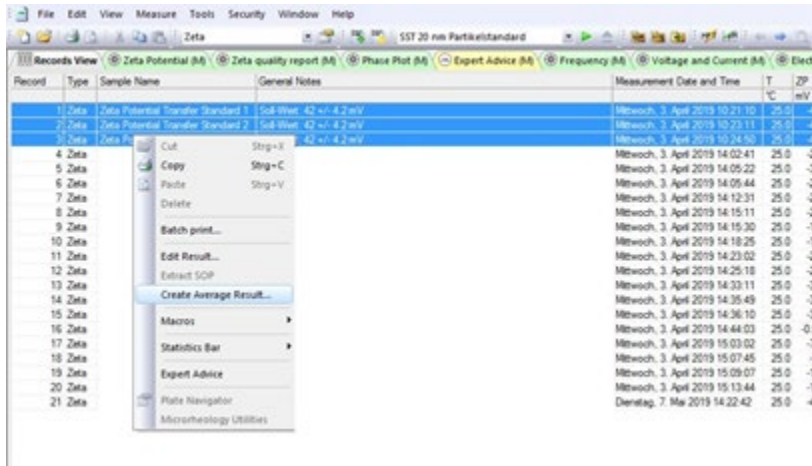 File Edit View Measure Tools Security Window Help
Zeta SST 20 nm Partikelstandard
Records View Zeta Potential (M) Zeta quality report (M) Phase Plot (M) Expert Advice (M) Frequency (M) Voltage and Current (M) Elect
Record Type Sample Name General Notes Measurement Date and Time T ZP
°C mV
1 Zeta Zeta Potential Transfer Standard 1 Soll-Wert -42 +/- 4.2 mV Mittwoch, 3. April 2019 10:21:10 25.0
2 Zeta Zeta Potential Transfer Standard 2 Soll-Wert -42 +/- 4.2 mV Mittwoch, 3. April 2019 10:23:11 25.0
3 Zeta Zeta 42 +/- 4.2 mV Mittwoch, 3. April 2019 10:24:50 25.0
4 Zeta Mittwoch, 3. April 2019 14:02:41 25.0
5 Zeta Mittwoch, 3. April 2019 14:05:22 25.0
6 Zeta Mittwoch, 3. April 2019 14:05:44 25.0
7 Zeta Mittwoch, 3. April 2019 14:12:31 25.0
8 Zeta Mittwoch, 3. April 2019 14:15:11 25.0
9 Zeta Mittwoch, 3. April 2019 14:15:30 25.0
10 Zeta Mittwoch, 3. April 2019 14:18:25 25.0
11 Zeta Mittwoch, 3. April 2019 14:23:02 25.0
12 Zeta Mittwoch, 3. April 2019 14:25:18 25.0
13 Zeta Mittwoch, 3. April 2019 14:33:11 25.0
14 Zeta Mittwoch, 3. April 2019 14:35:49 25.0
15 Zeta Mittwoch, 3. April 2019 14:36:10 25.0
16 Zeta Mittwoch, 3. April 2019 14:44:03 25.0 -0.
17 Zeta Mittwoch, 3. April 2019 15:03:02 25.0
18 Zeta Mittwoch, 3. April 2019 15:07:45 25.0
19 Zeta Mittwoch, 3. April 2019 15:09:07 25.0
20 Zeta Mittwoch, 3. April 2019 15:13:44 25.0
21 Zeta Dienstag, 7. Mai 2019 14:22:42 25.0
Cut Strg+X
Copy Strg+C
Paste Strg+V
Delete
Batch print...
Edit Result...
Extract SOP
Create Average Result...
Macros
Statistics Bar
Expert Advice
Plate Navigator
Microrheology Utilities